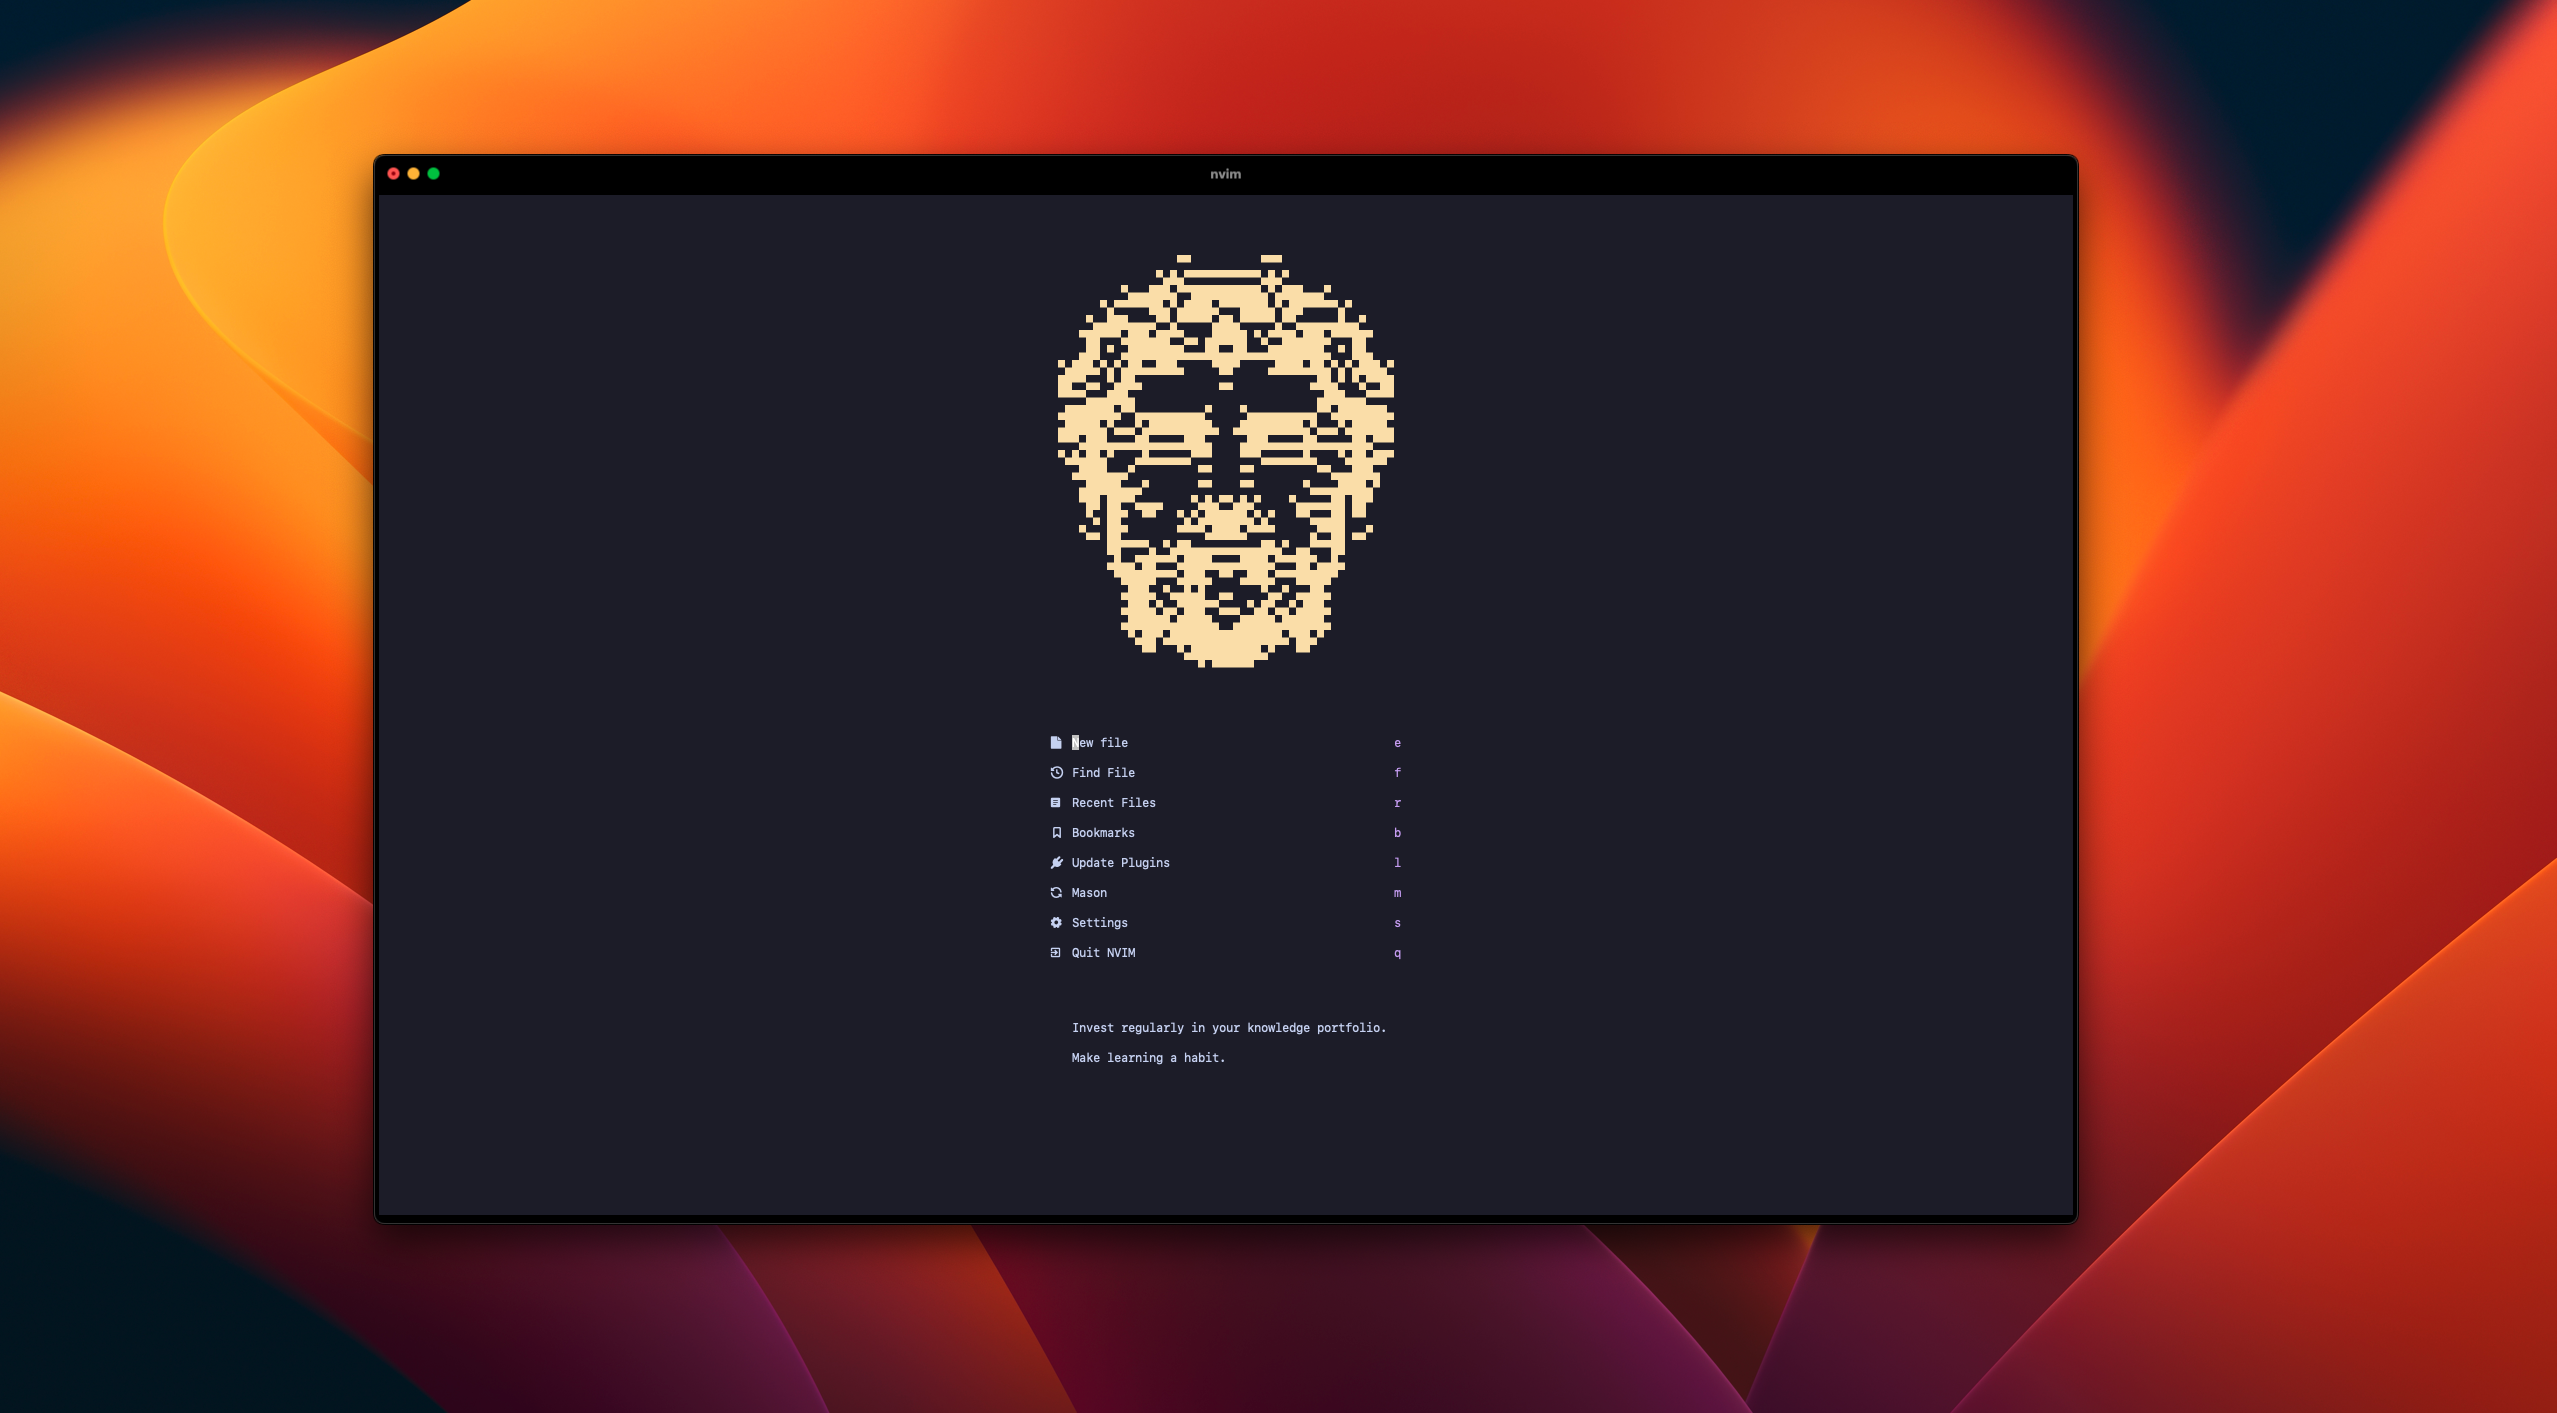 nvim
New file e
Find File f
Recent Files r
Bookmarks b
Update Plugins l
Mason m
Settings s
Quit NVIM q
Invest regularly in your knowledge portfolio.
Make learning a habit.